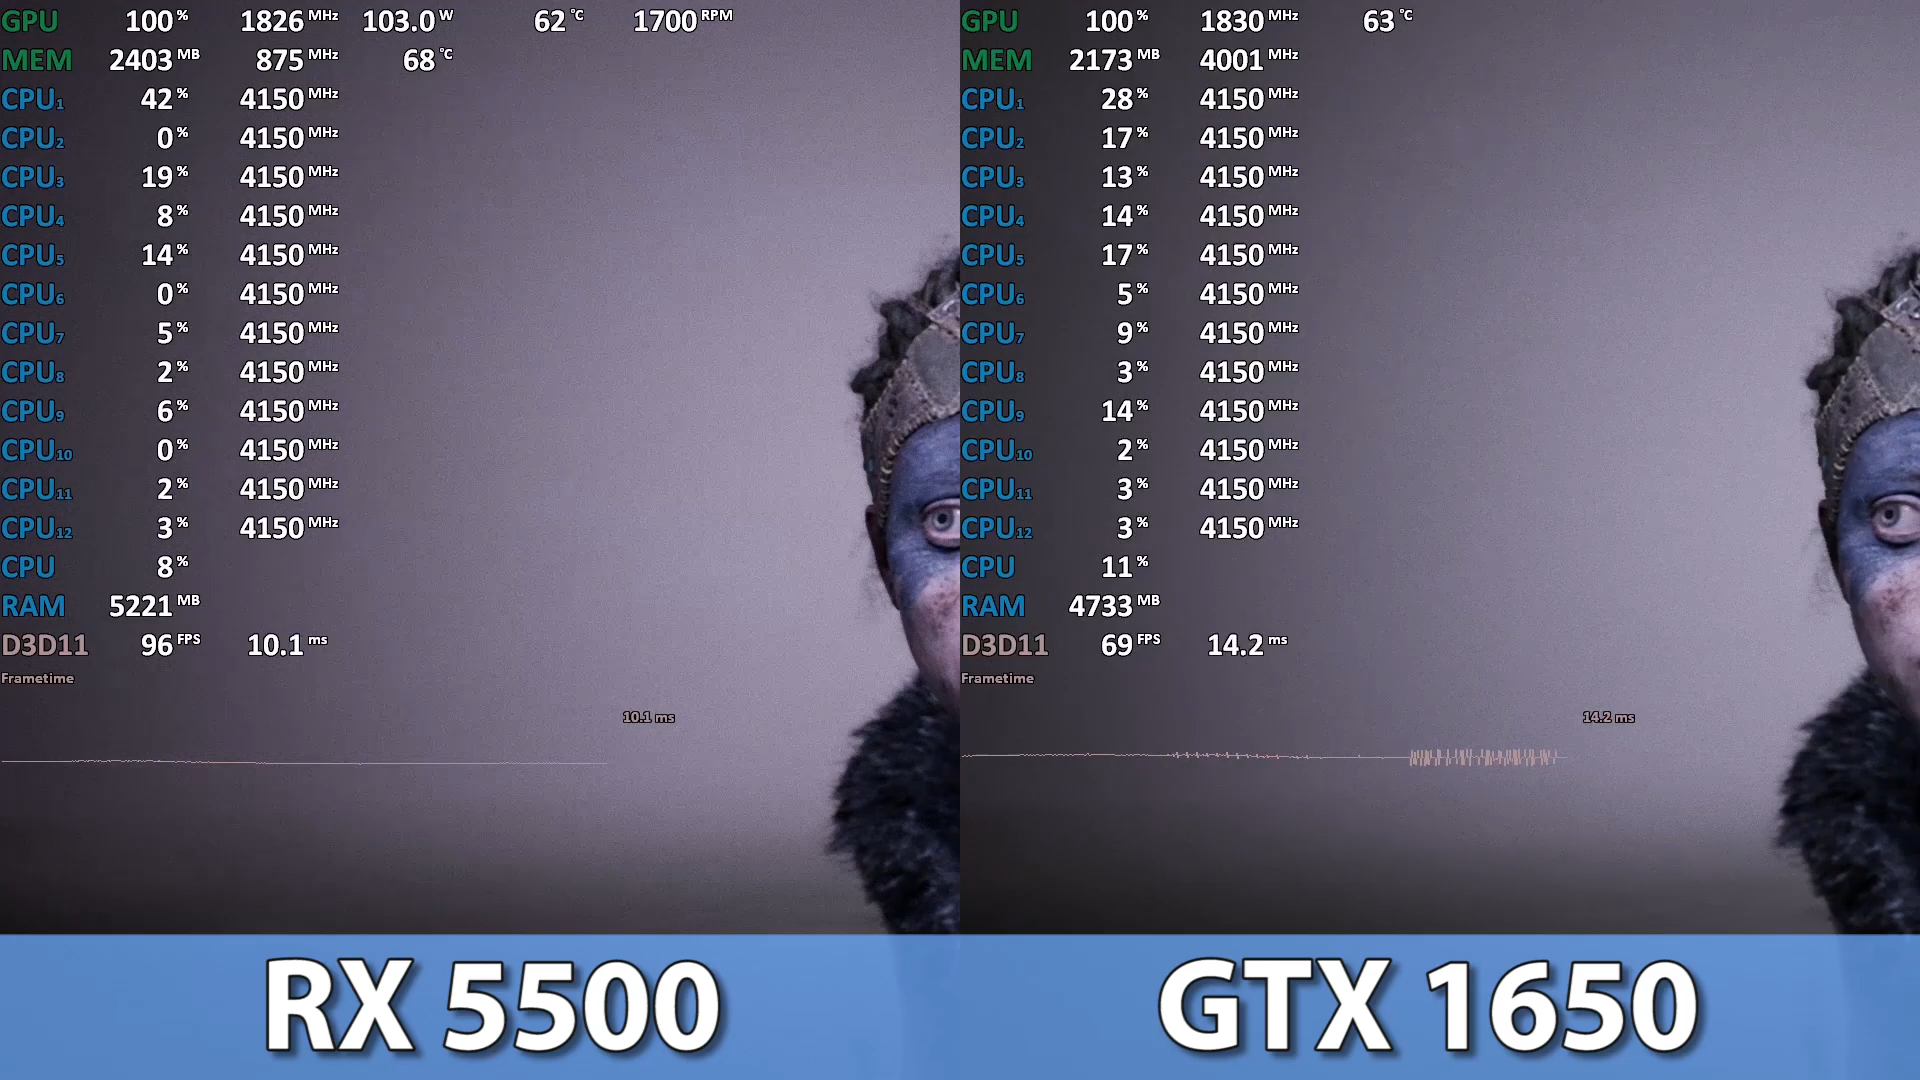 GPU 100 % 1826 MHz 103.0 W 62 °C 1700 RPM
MEM 2403 MB 875 MHz 68 °C
CPU1 42 % 4150 MHz
CPU2 0 % 4150 MHz
CPU3 19 % 4150 MHz
CPU4 8 % 4150 MHz
CPU5 14 % 4150 MHz
CPU6 0 % 4150 MHz
CPU7 5 % 4150 MHz
CPU8 2 % 4150 MHz
CPU9 6 % 4150 MHz
CPU10 0 % 4150 MHz
CPU11 2 % 4150 MHz
CPU12 3 % 4150 MHz
CPU 8 %
RAM 5221 MB
D3D11 96 FPS 10.1 ms
Frametime
10.1 ms
RX 5500
GPU 100 % 1830 MHz 63 °C
MEM 2173 MB 4001 MHz
CPU1 28 % 4150 MHz
CPU2 17 % 4150 MHz
CPU3 13 % 4150 MHz
CPU4 14 % 4150 MHz
CPU5 17 % 4150 MHz
CPU6 5 % 4150 MHz
CPU7 9 % 4150 MHz
CPU8 3 % 4150 MHz
CPU9 14 % 4150 MHz
CPU10 2 % 4150 MHz
CPU11 3 % 4150 MHz
CPU12 3 % 4150 MHz
CPU 11 %
RAM 4733 MB
D3D11 69 FPS 14.2 ms
Frametime
14.2 ms
GTX 1650